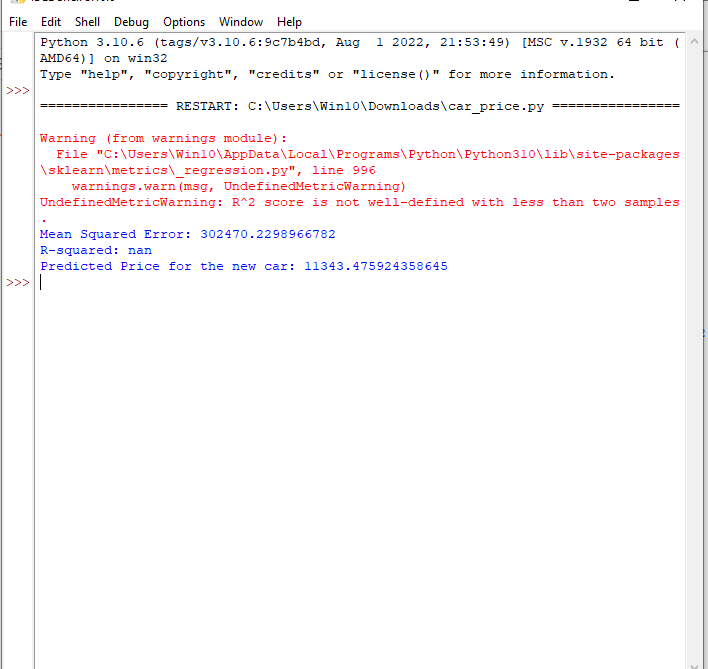 File Edit Shell Debug Options Window Help
Python 3.10.6 (tags/v3.10.6:9c7b4bd, Aug  1 2022, 21:53:49) [MSC v.1932 64 bit (
AMD64)] on win32
Type "help", "copyright", "credits" or "license()" for more information.
>>>
================ RESTART: C:\Users\Win10\Downloads\car_price.py ================
Warning (from warnings module):
  File "C:\Users\Win10\AppData\Local\Programs\Python\Python310\lib\site-packages
\sklearn\metrics\_regression.py", line 996
    warnings.warn(msg, UndefinedMetricWarning)
UndefinedMetricWarning: R^2 score is not well-defined with less than two samples
.
Mean Squared Error: 302470.2298966782
R-squared: nan
Predicted Price for the new car: 11343.475924358645
>>>